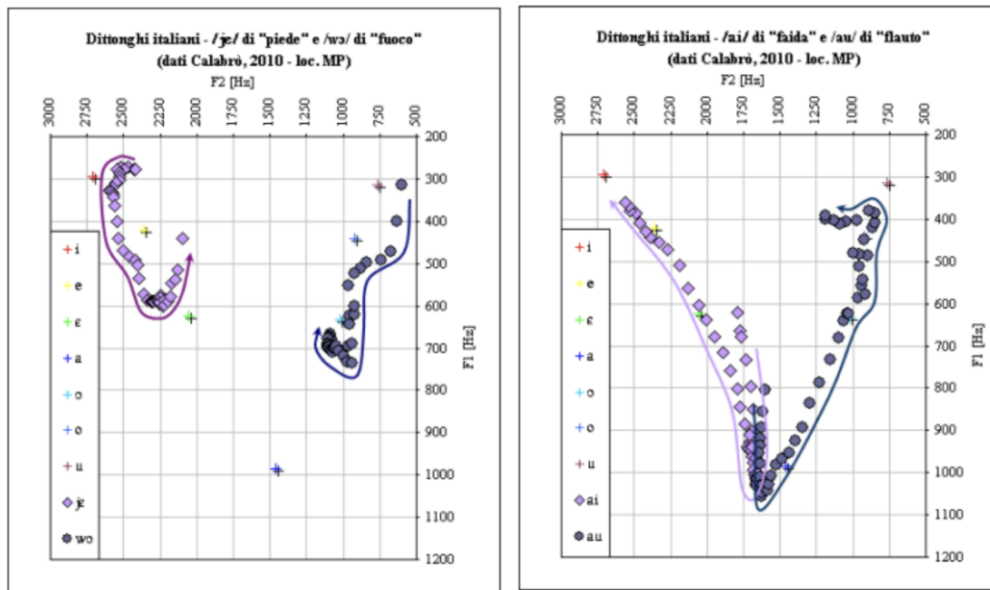 Dittonghi italiani - /jɛ/ di "piede" e /wɔ/ di "fuoco"
(dati Calabrò, 2010 - loc. MP)
F2 [Hz]
3000 2750 2500 2250 2000 1750 1500 1250 1000 750 500
200
300
400
500
600
700
800
900
1000
1100
1200
F1 [Hz]
i
e
ɛ
a
ɔ
o
u
jɛ
wɔ
Dittonghi italiani - /ai/ di "faida" e /au/ di "flauto"
(dati Calabrò, 2010 - loc. MP)
F2 [Hz]
3000 2750 2500 2250 2000 1750 1500 1250 1000 750 500
200
300
400
500
600
700
800
900
1000
1100
1200
F1 [Hz]
i
e
ɛ
a
ɔ
o
u
ai
au